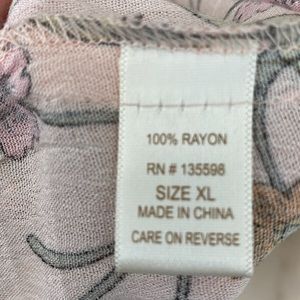 100% RAYON
RN # 135598
SIZE XL
MADE IN CHINA
CARE ON REVERSE